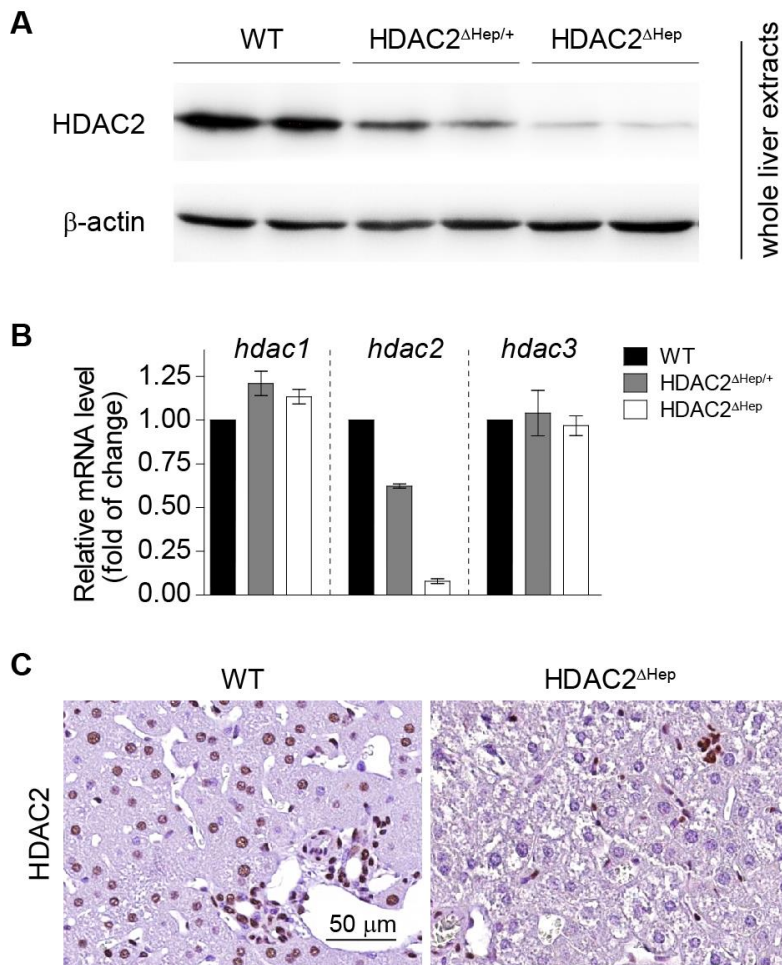 A
WT
HDAC2ΔHep/+
HDAC2ΔHep
HDAC2
β-actin
whole liver extracts
B
hdac1
hdac2
hdac3
Relative mRNA level
(fold of change)
1.25
1.00
0.75
0.50
0.25
0.00
WT
HDAC2ΔHep/+
HDAC2ΔHep
C
WT
HDAC2ΔHep
HDAC2
50 μm